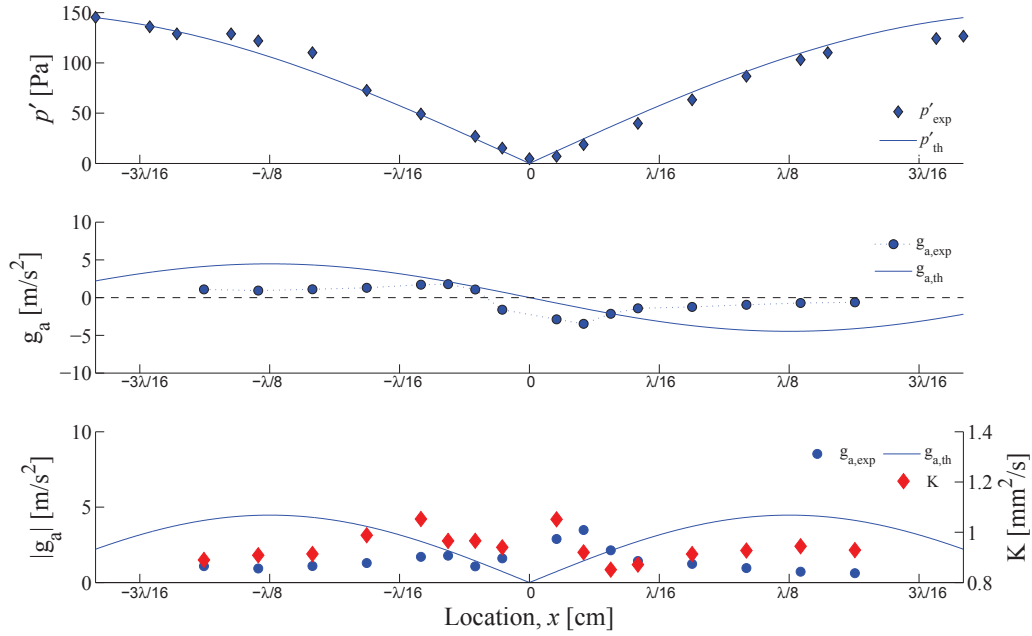 150
100
50
0
p′ [Pa]
p′exp
p′th
−3λ/16 −λ/8 −λ/16 0 λ/16 λ/8 3λ/16
10
5
0
−5
−10
ga [m/s2]
ga,exp
ga,th
−3λ/16 −λ/8 −λ/16 0 λ/16 λ/8 3λ/16
10
5
0
|ga| [m/s2]
ga,exp ga,th
K
1.4
1.2
1
0.8
K [mm2/s]
−3λ/16 −λ/8 −λ/16 0 λ/16 λ/8 3λ/16
Location, x [cm]